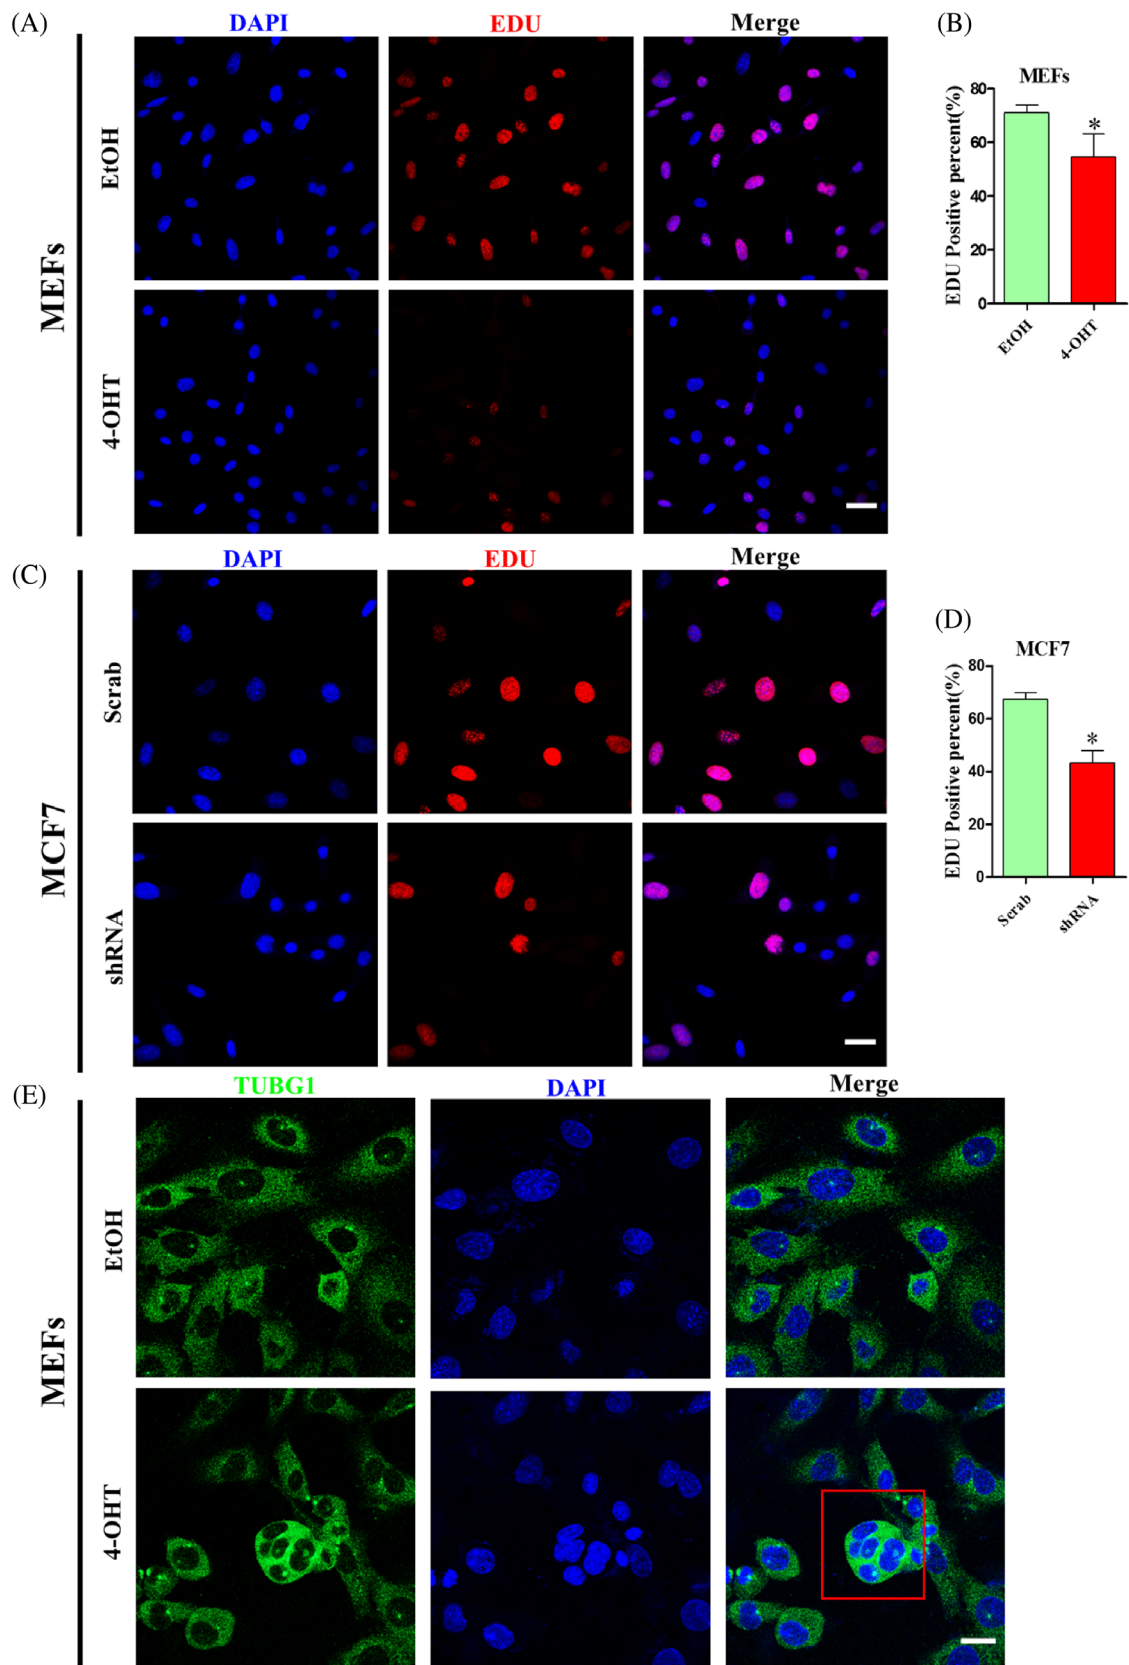 (A)
DAPI
EDU
Merge
MEFs
EtOH
4-OHT
(B)
MEFs
EDU Positive percent(%)
80
60
40
20
0
*
EtOH
4-OHT
(C)
DAPI
EDU
Merge
MCF7
Scrab
shRNA
(D)
MCF7
EDU Positive percent(%)
80
60
40
20
0
*
Scrab
shRNA
(E)
TUBG1
DAPI
Merge
MEFs
EtOH
4-OHT